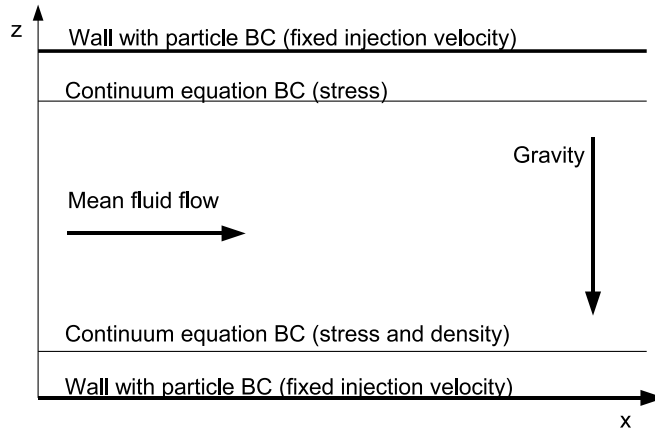 z
Wall with particle BC (fixed injection velocity)
Continuum equation BC (stress)
Gravity
Mean fluid flow
Continuum equation BC (stress and density)
Wall with particle BC (fixed injection velocity)
x